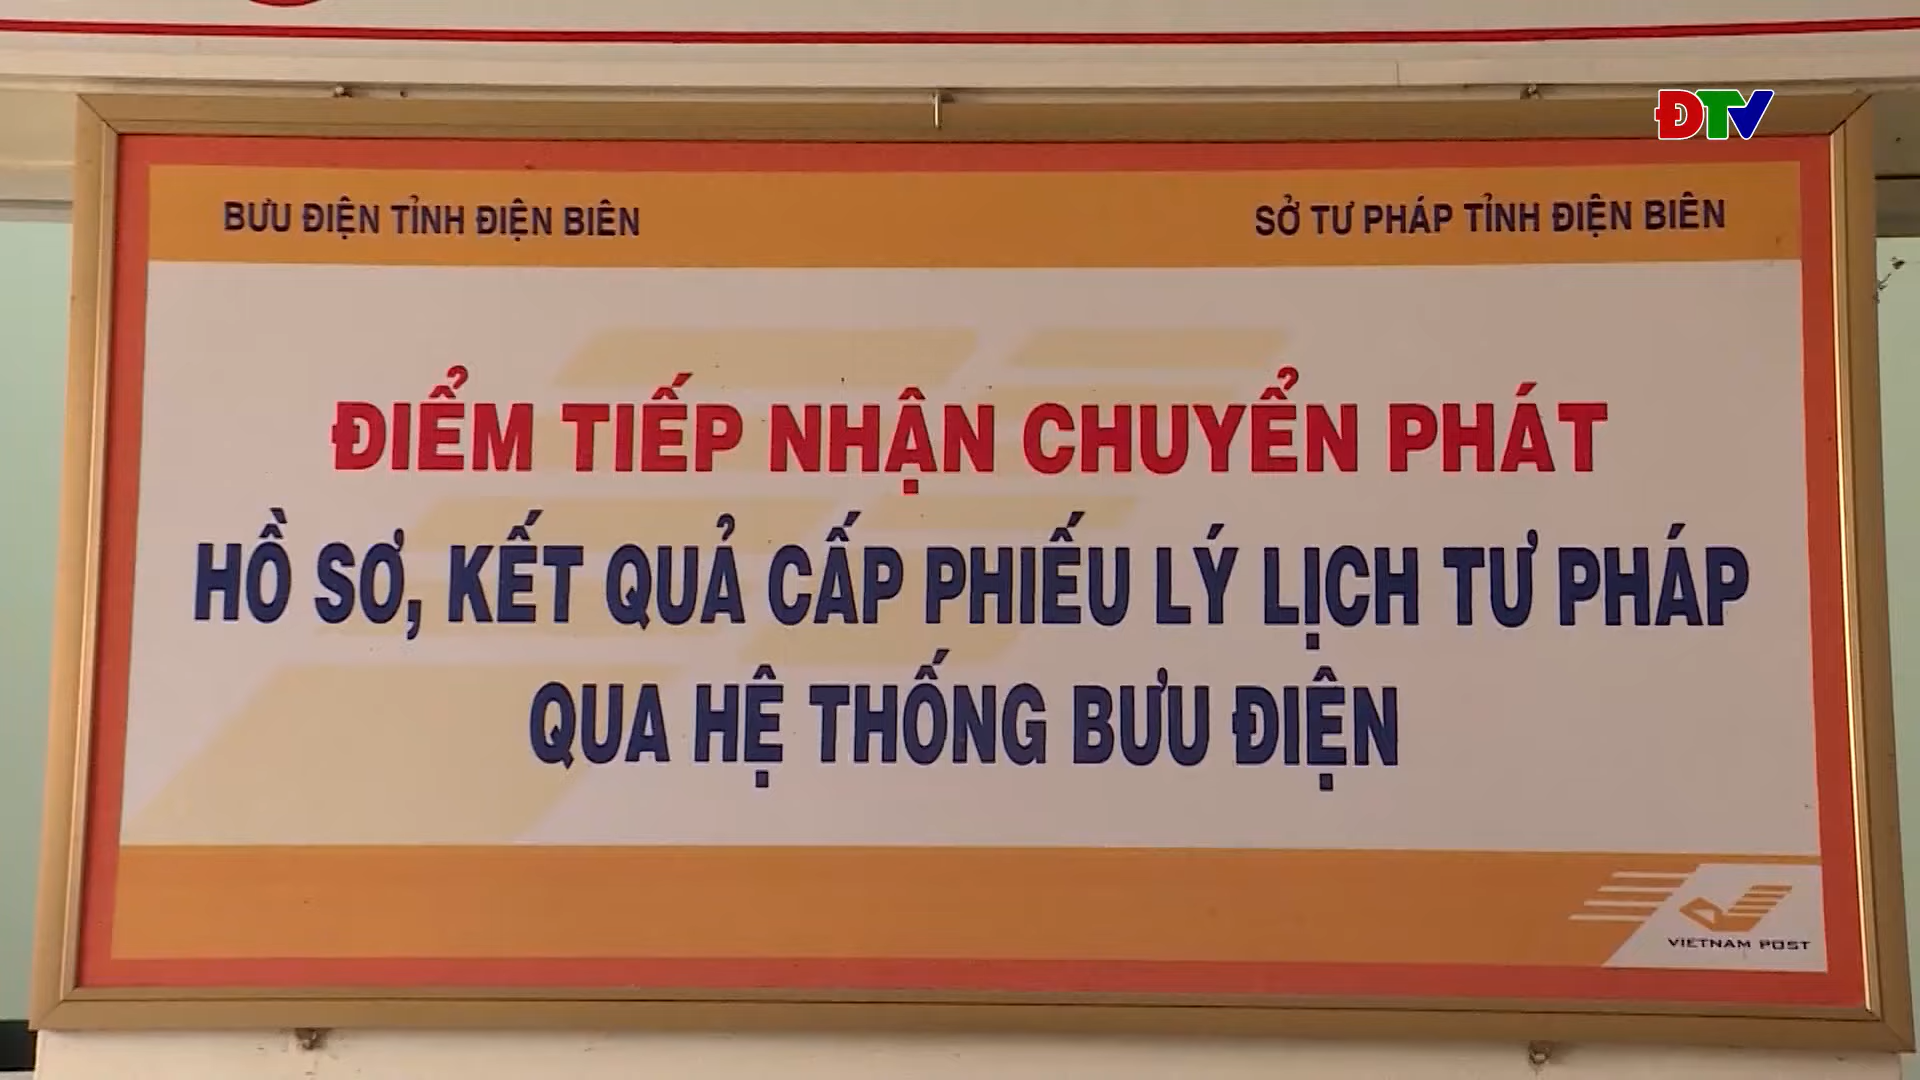 ĐTV
BƯU ĐIỆN TỈNH ĐIỆN BIÊN
SỞ TƯ PHÁP TỈNH ĐIỆN BIÊN
ĐIỂM TIẾP NHẬN CHUYỂN PHÁT
HỒ SƠ, KẾT QUẢ CẤP PHIẾU LÝ LỊCH TƯ PHÁP
QUA HỆ THỐNG BƯU ĐIỆN
VIETNAM POST